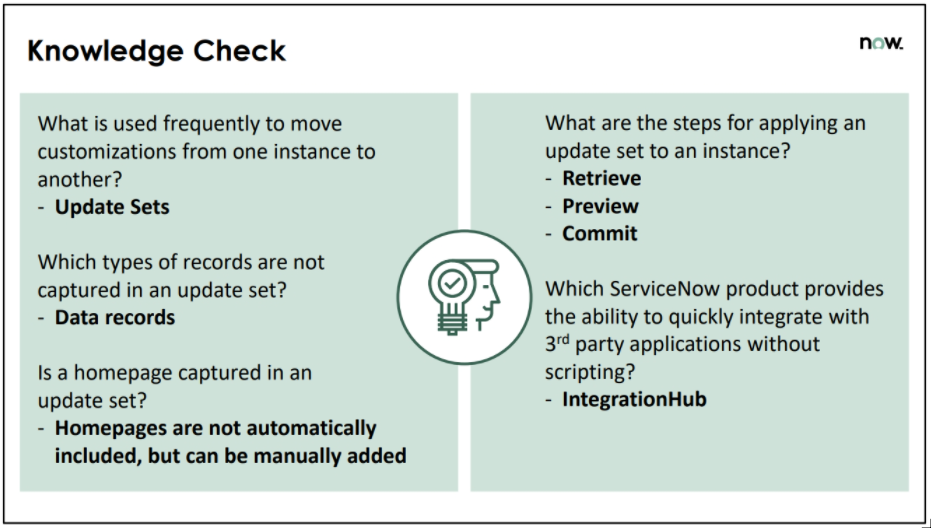 Knowledge Check
now.
What is used frequently to move
customizations from one instance to
another?
- Update Sets
Which types of records are not
captured in an update set?
- Data records
Is a homepage captured in an
update set?
- Homepages are not automatically
included, but can be manually added
What are the steps for applying an
update set to an instance?
- Retrieve
- Preview
- Commit
Which ServiceNow product provides
the ability to quickly integrate with
3rd party applications without
scripting?
- IntegrationHub